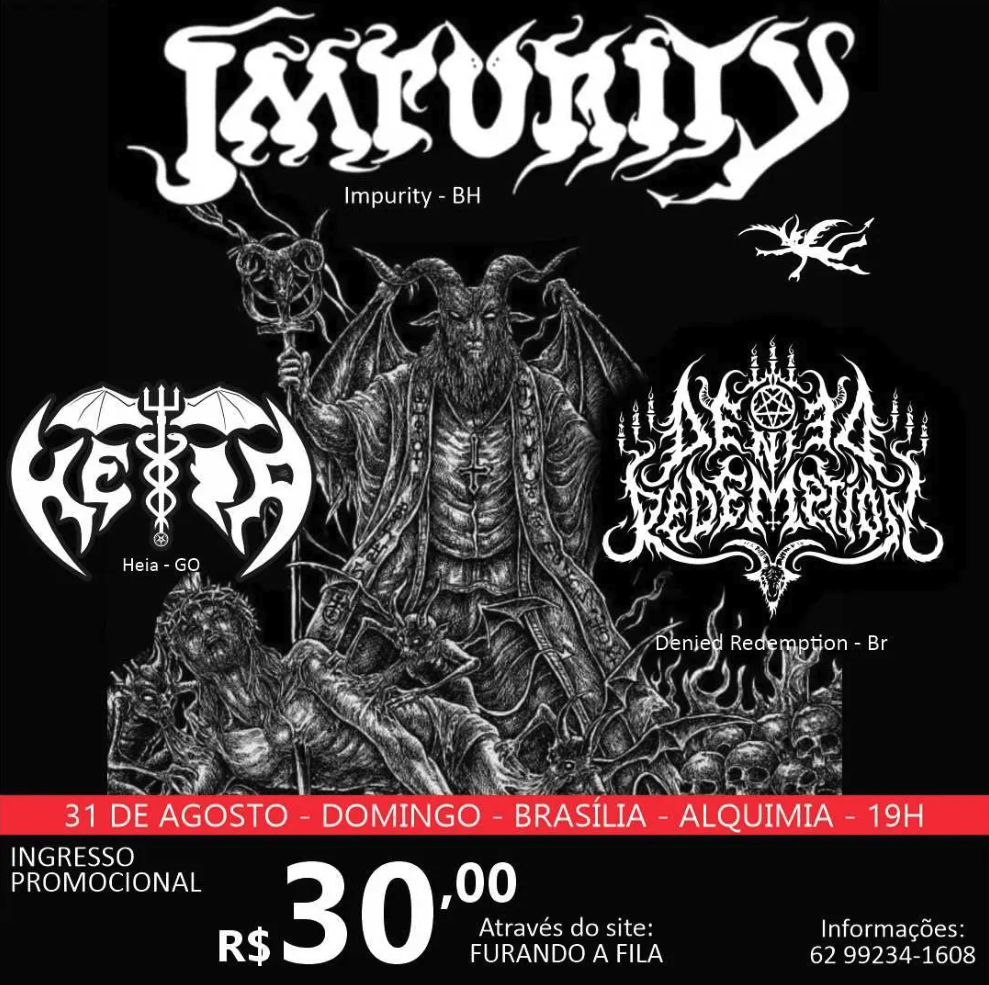 IMPURITY
Impurity - BH
HEIA
Heia - GO
DENIED
REDEMPTION
Denied Redemption - Br
31 DE AGOSTO - DOMINGO - BRASÍLIA - ALQUIMIA - 19H
INGRESSO
PROMOCIONAL
R$ 30,00
Através do site:
FURANDO A FILA
Informações:
62 99234-1608